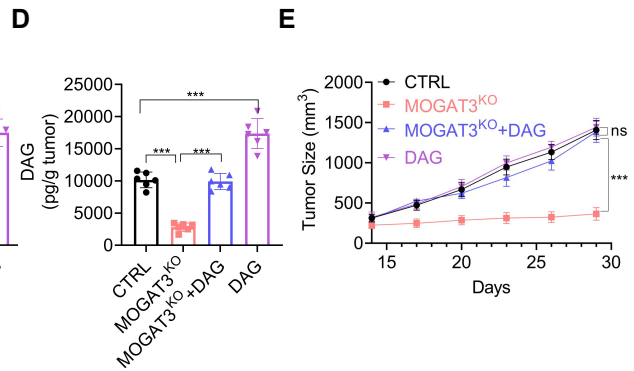 D
DAG
(pg/g tumor)
25000
20000
15000
10000
5000
0
***
***
***
CTRL
MOGAT3KO
MOGAT3KO+DAG
DAG
E
Tumor Size (mm3)
2000
1500
1000
500
0
CTRL
MOGAT3KO
MOGAT3KO+DAG
DAG
ns
***
15
20
25
30
Days